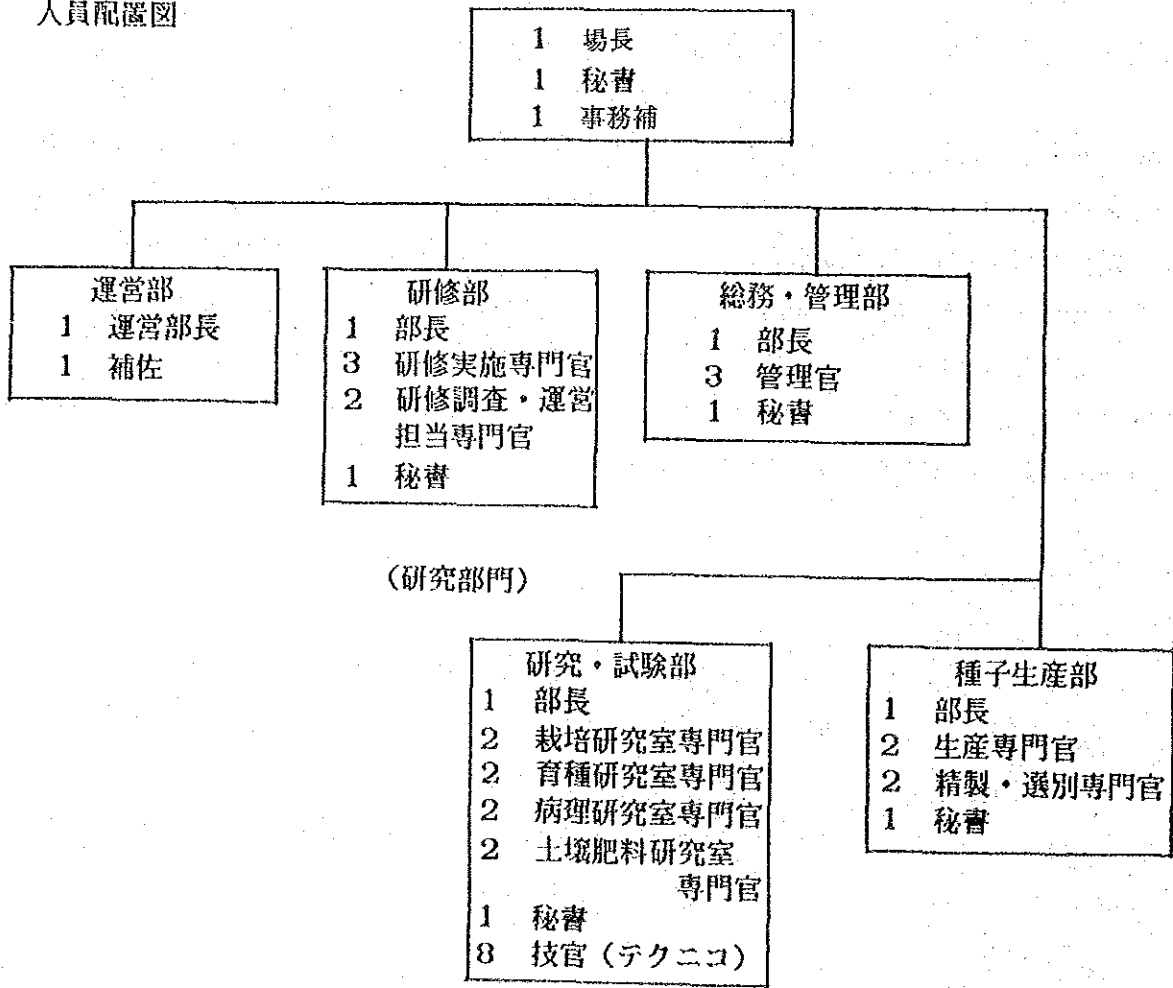 人員配置図
1 場長
1 秘書
1 事務補
運営部
1 運営部長
1 補佐
研修部
1 部長
3 研修実施専門官
2 研修調査・運営
担当専門官
1 秘書
総務・管理部
1 部長
3 管理官
1 秘書
(研究部門)
研究・試験部
1 部長
2 栽培研究室専門官
2 育種研究室専門官
2 病理研究室専門官
2 土壌肥料研究室
専門官
1 秘書
8 技官(テクニコ)
種子生産部
1 部長
2 生産専門官
2 精製・選別専門官
1 秘書